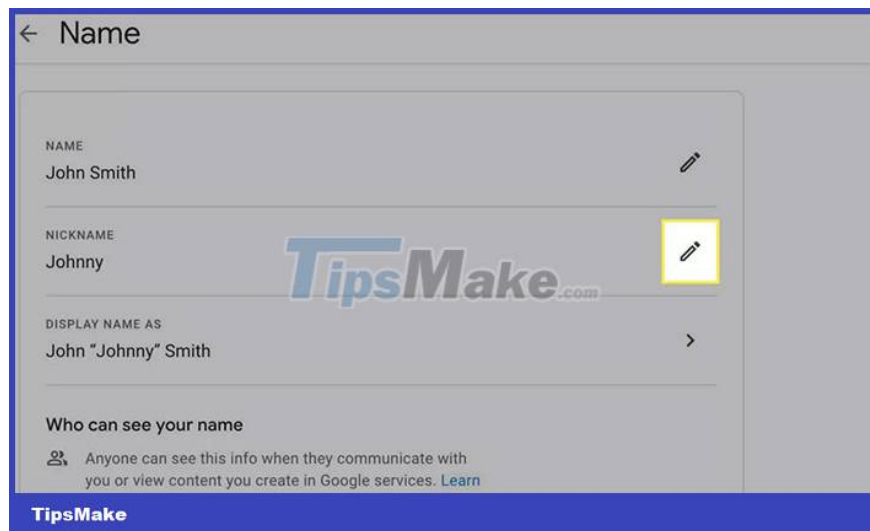 Name
NAME
John Smith
NICKNAME
Johnny
TipsMake.com
DISPLAY NAME AS
John “Johnny” Smith
Who can see your name
Anyone can see this info when they communicate with
you or view content you create in Google services. Learn
TipsMake